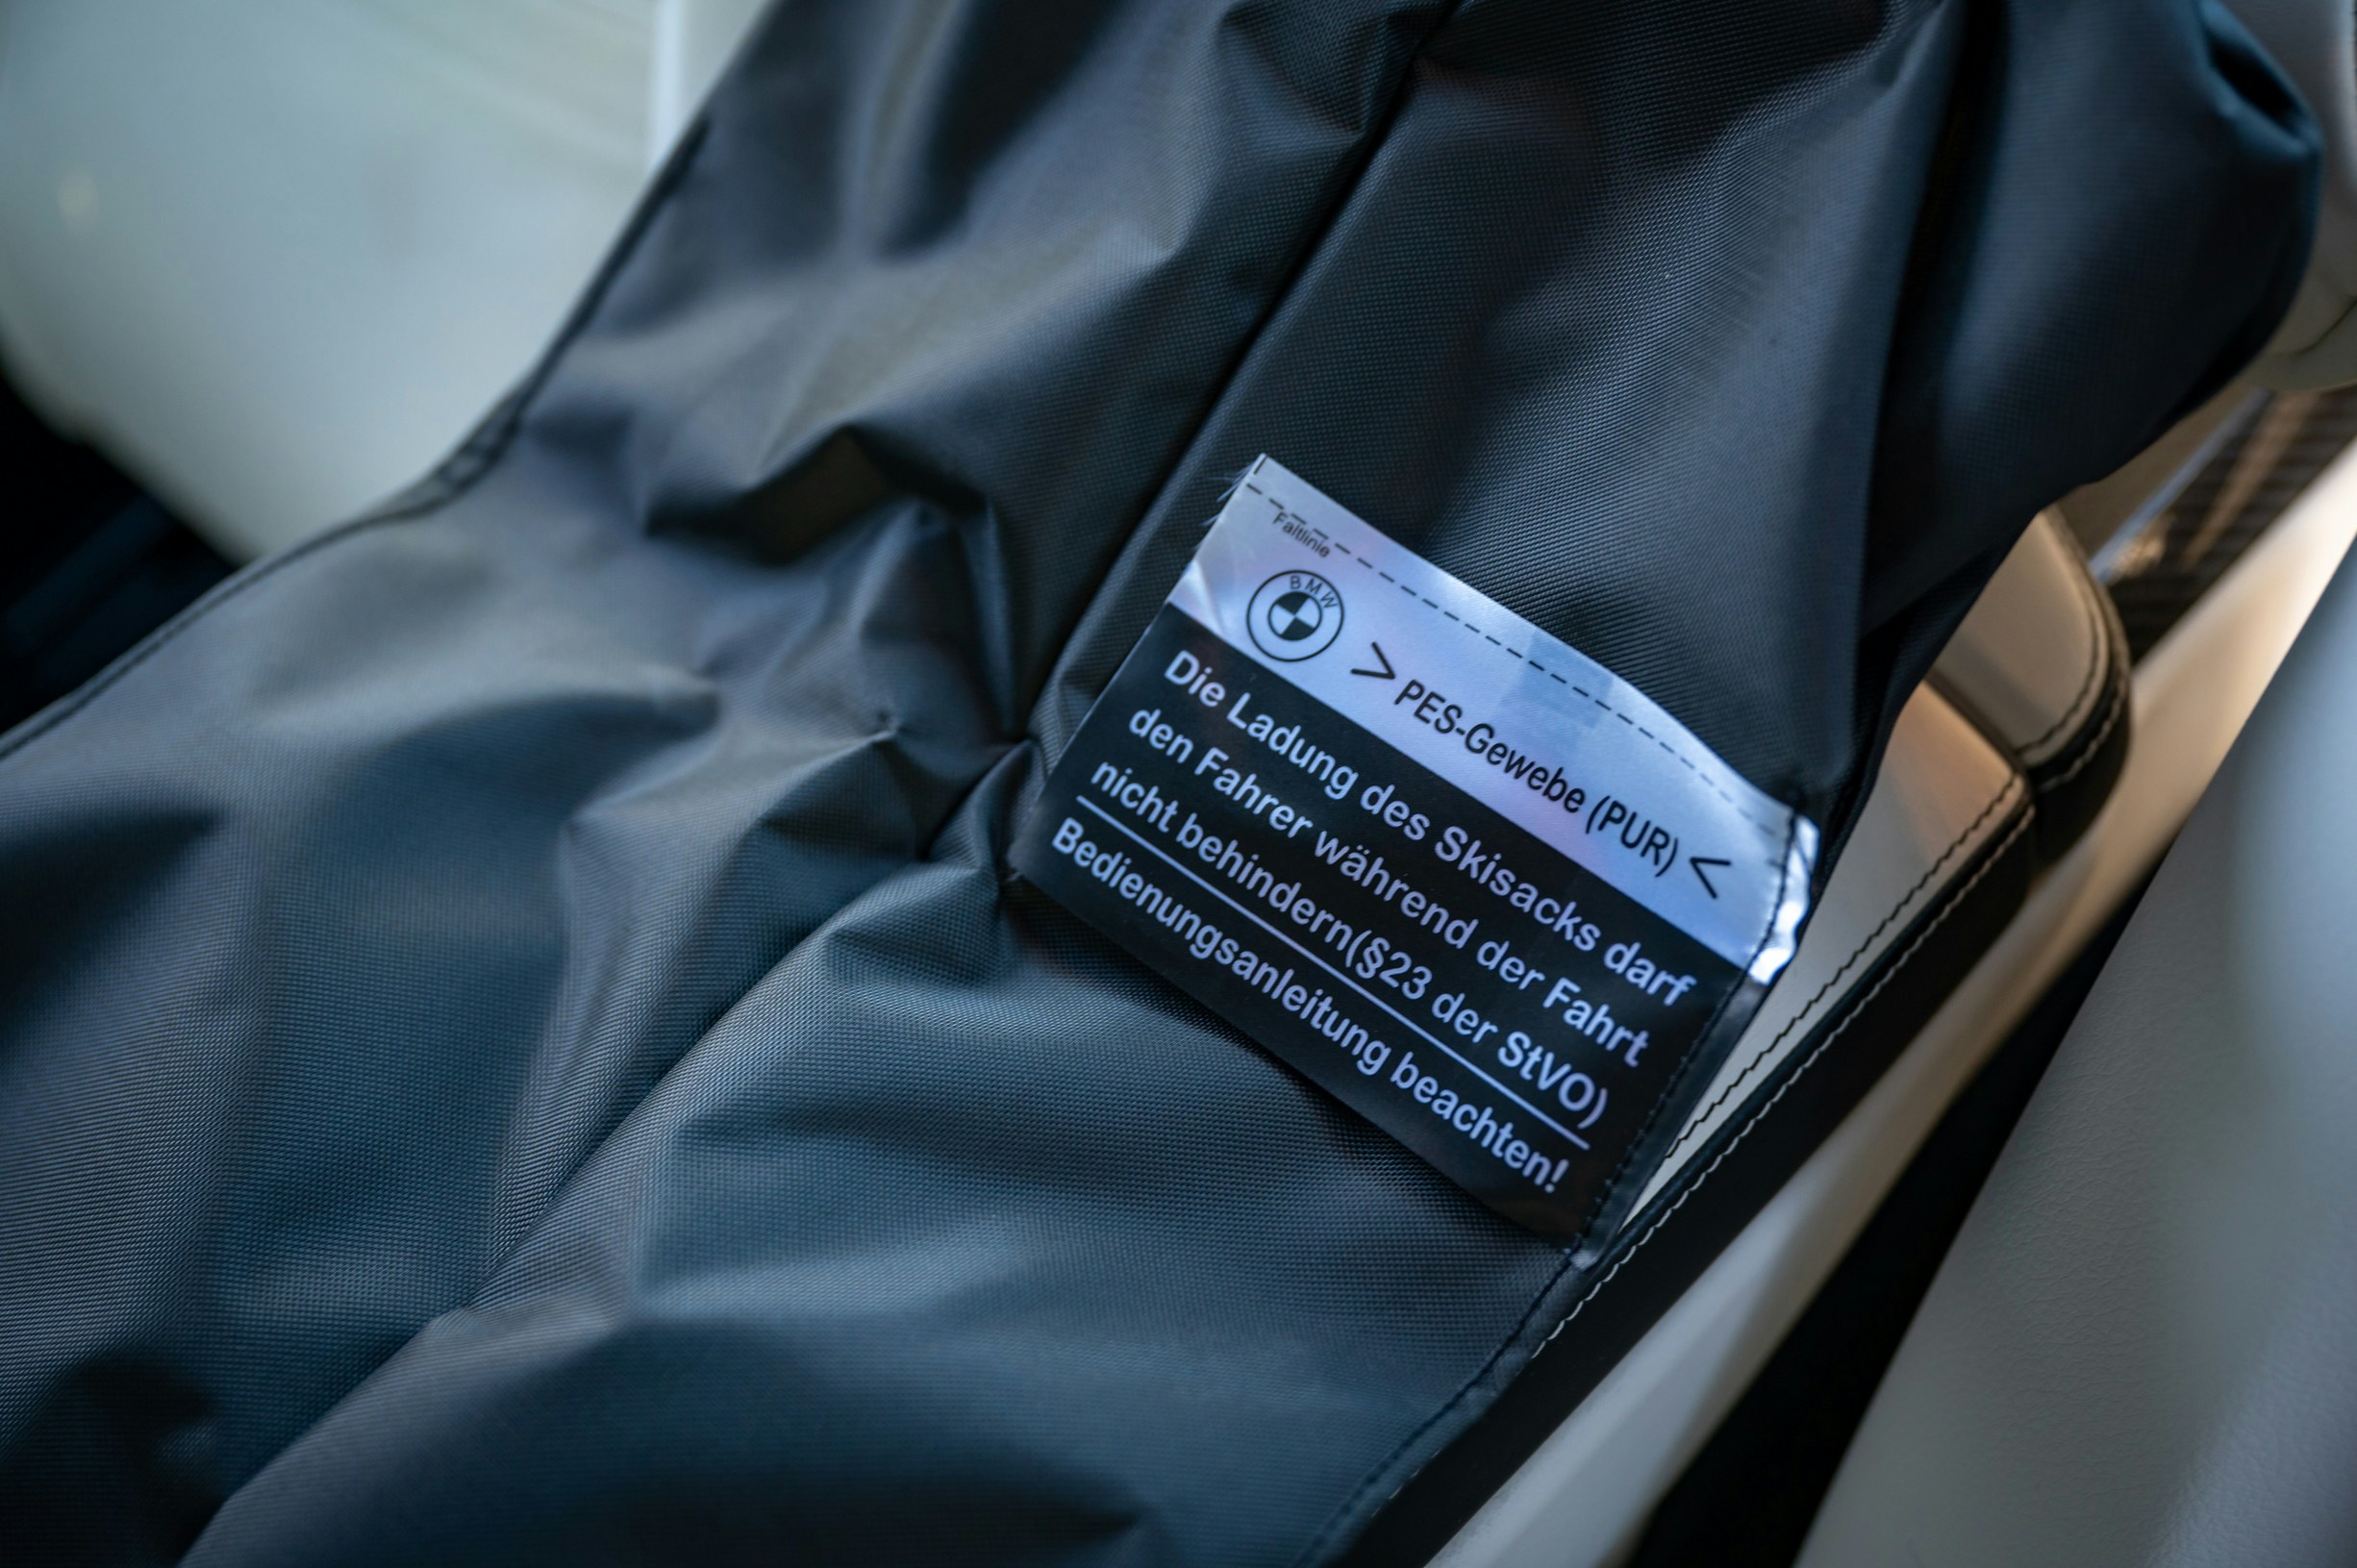 Faltlinie
BMW
> PES-Gewebe (PUR) <
Die Ladung des Skisacks darf
den Fahrer während der Fahrt
nicht behindern(§23 der StVO)
Bedienungsanleitung beachten!